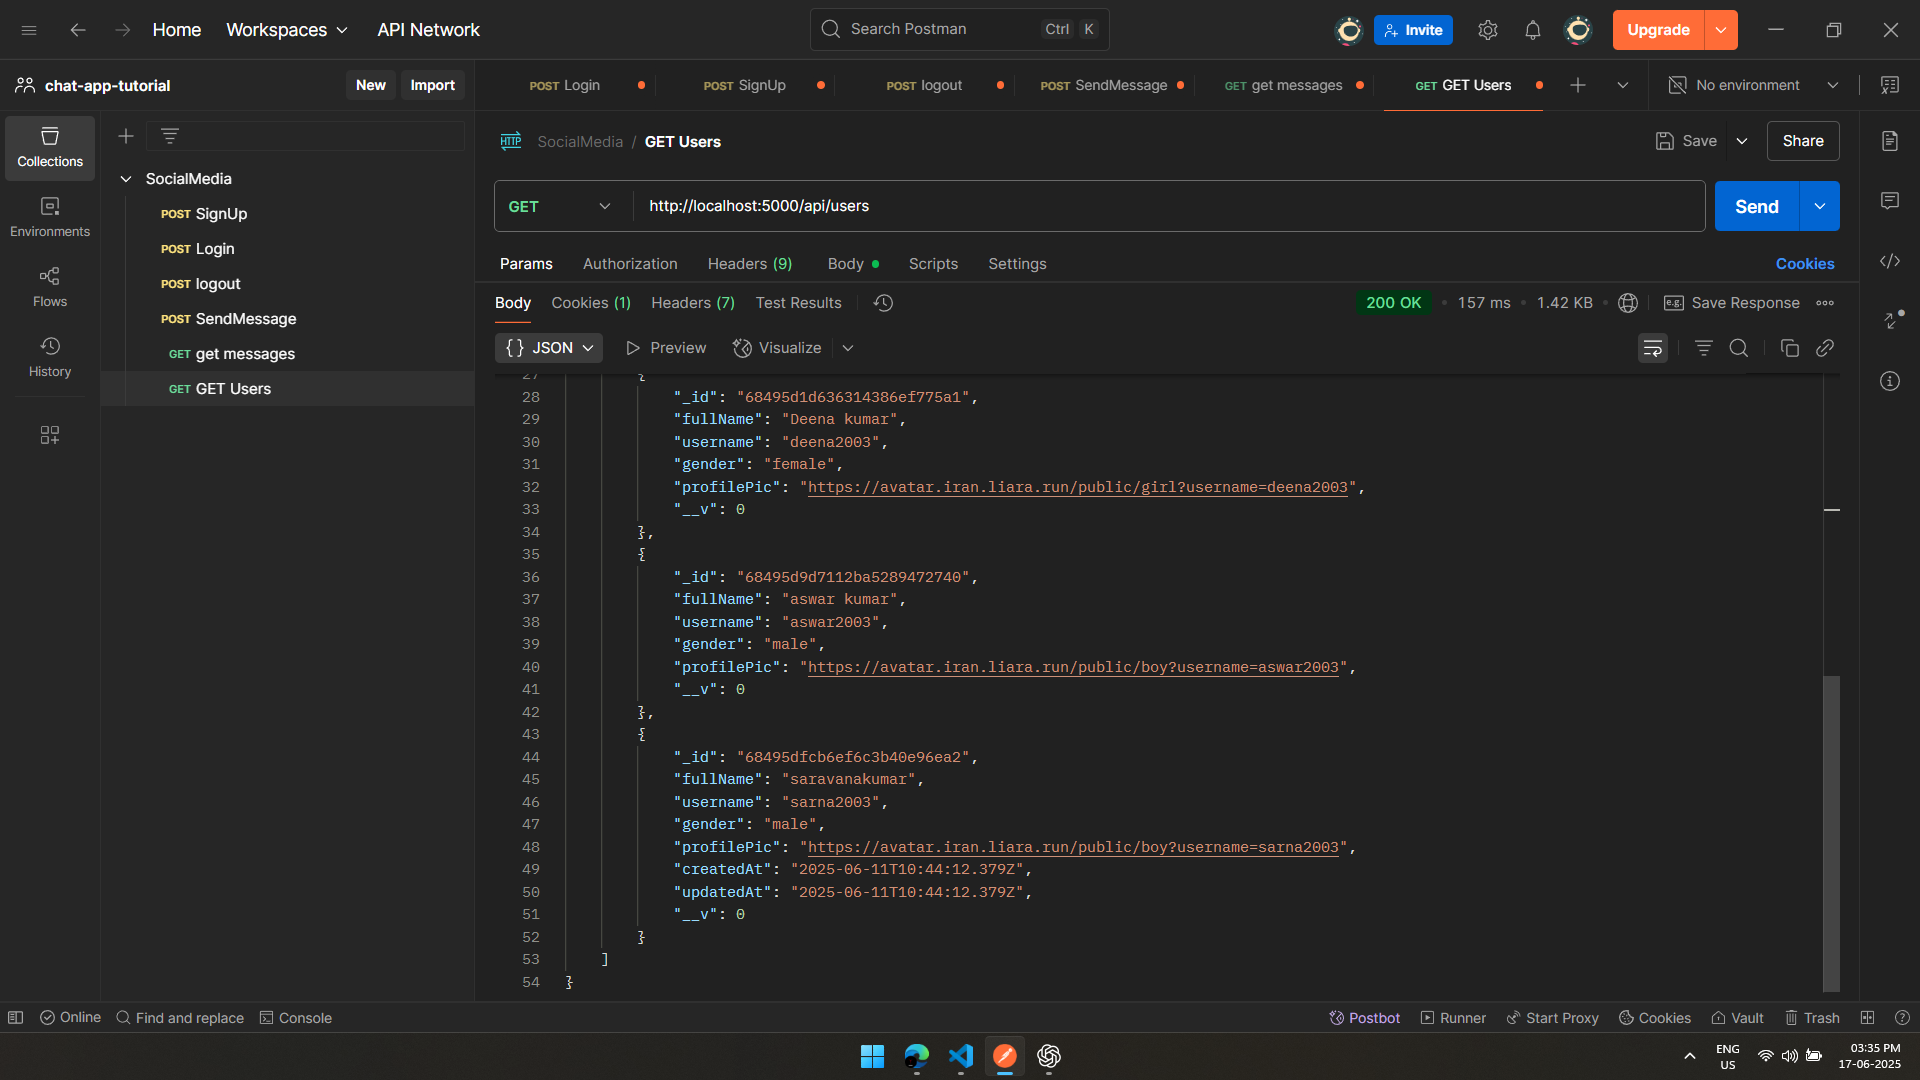 Home Workspaces API Network Search Postman Ctrl K Invite Upgrade
chat-app-tutorial New Import POST Login POST SignUp POST logout POST SendMessage GET get messages GET GET Users No environment
Collections
Environments
Flows
History
SocialMedia
POST SignUp
POST Login
POST logout
POST SendMessage
GET get messages
GET GET Users
HTTP SocialMedia / GET Users Save Share
GET http://localhost:5000/api/users Send
Params Authorization Headers (9) Body Scripts Settings Cookies
Body Cookies (1) Headers (7) Test Results 200 OK 157 ms 1.42 KB e.g. Save Response
{} JSON Preview Visualize
27 {
28 "_id": "68495d1d636314386ef775a1",
29 "fullName": "Deena kumar",
30 "username": "deena2003",
31 "gender": "female",
32 "profilePic": "https://avatar.iran.liara.run/public/girl?username=deena2003",
33 "__v": 0
34 },
35 {
36 "_id": "68495d9d7112ba5289472740",
37 "fullName": "aswar kumar",
38 "username": "aswar2003",
39 "gender": "male",
40 "profilePic": "https://avatar.iran.liara.run/public/boy?username=aswar2003",
41 "__v": 0
42 },
43 {
44 "_id": "68495dfcb6ef6c3b40e96ea2",
45 "fullName": "saravanakumar",
46 "username": "sarna2003",
47 "gender": "male",
48 "profilePic": "https://avatar.iran.liara.run/public/boy?username=sarna2003",
49 "createdAt": "2025-06-11T10:44:12.379Z",
50 "updatedAt": "2025-06-11T10:44:12.379Z",
51 "__v": 0
52 }
53 ]
54 }
Online Find and replace Console Postbot Runner Start Proxy Cookies Vault Trash
ENG 03:35 PM
US 17-06-2025